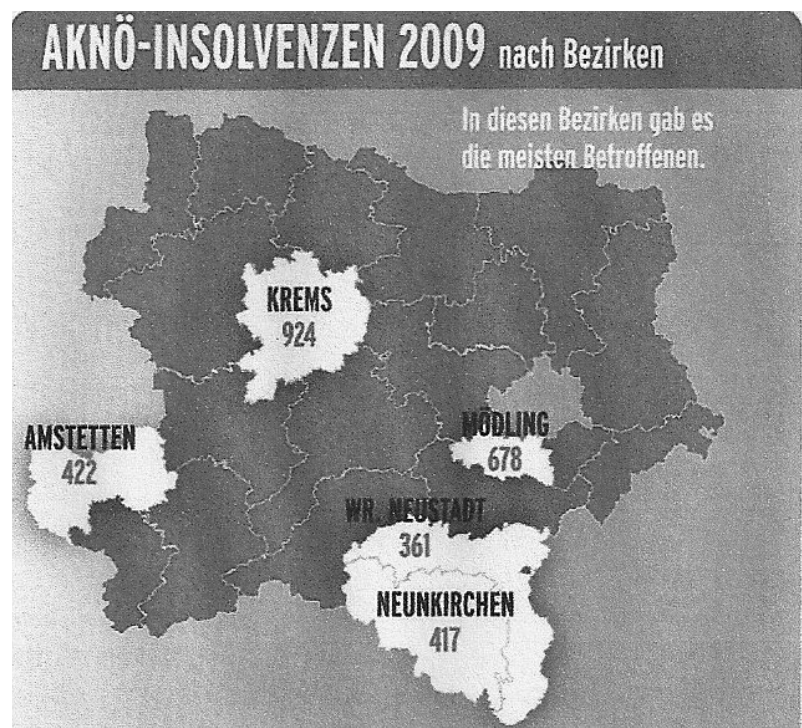 AKNÖ-INSOLVENZEN 2009 nach Bezirken
In diesen Bezirken gab es
die meisten Betroffenen.
KREMS
924
AMSTETTEN
422
MÖDLING
678
WR. NEUSTADT
361
NEUNKIRCHEN
417